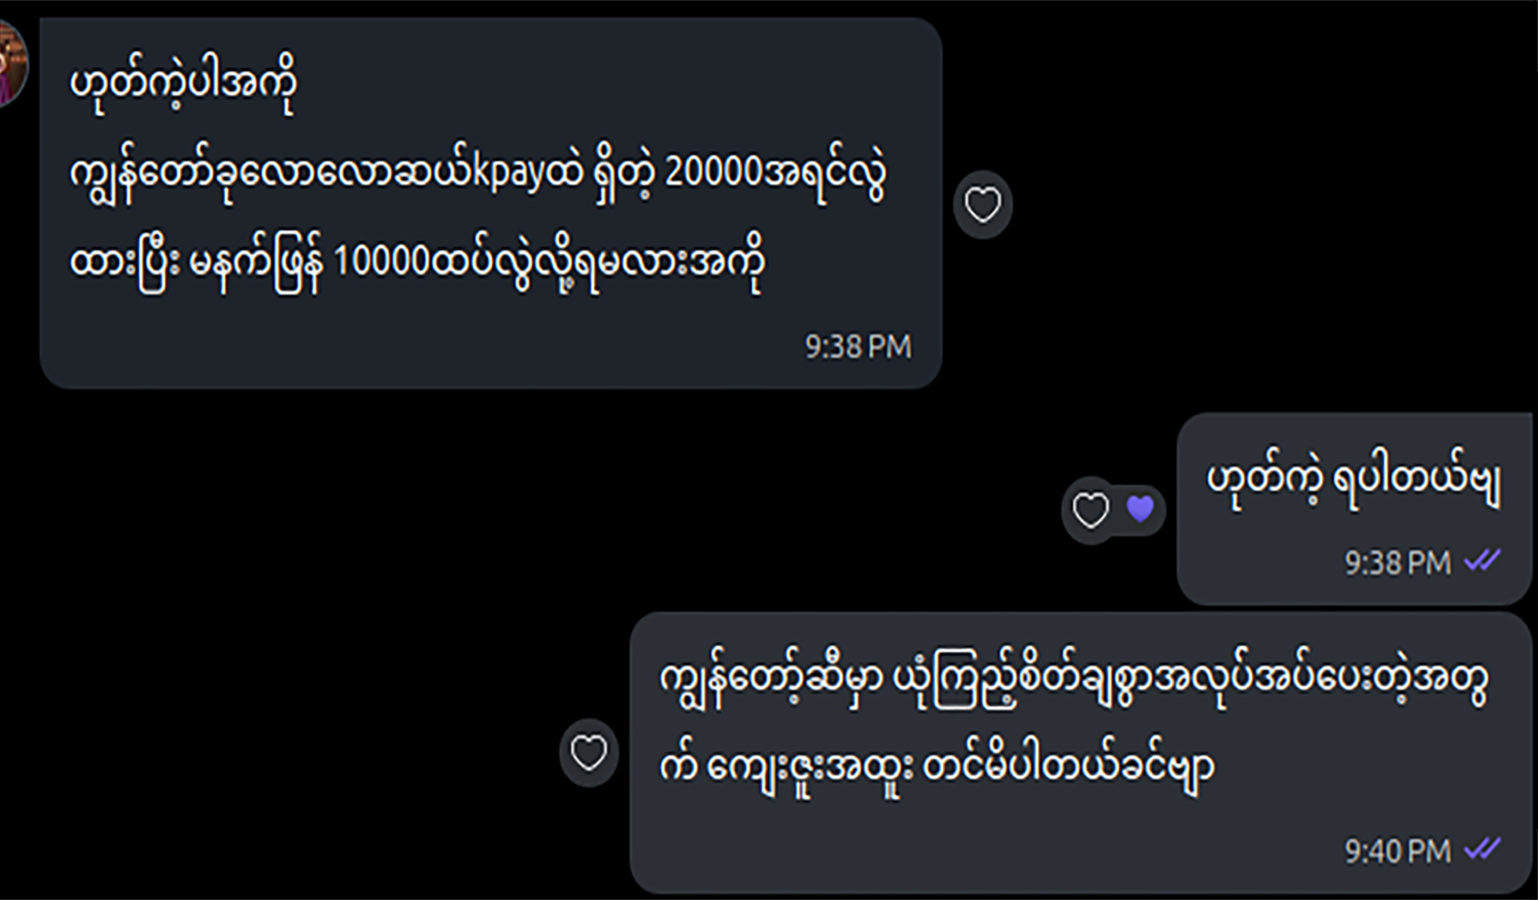 ဟုတ်ကဲ့ပါအကို
ကျွန်တော်ခုလောလောဆယ်kpayထဲ ရှိတဲ့ 20000အရင်လွဲ
ထားပြီး မနက်ဖြန် 10000ထပ်လွဲလို့ရမလားအကို
9:38 PM
ဟုတ်ကဲ့ ရပါတယ်ဗျ
9:38 PM
ကျွန်တော့်ဆီမှာ ယုံကြည့်စိတ်ချစွာအလုပ်အပ်ပေးတဲ့အတွ
က် ကျေးဇူးအထူး တင်မိပါတယ်ခင်ဗျာ
9:40 PM